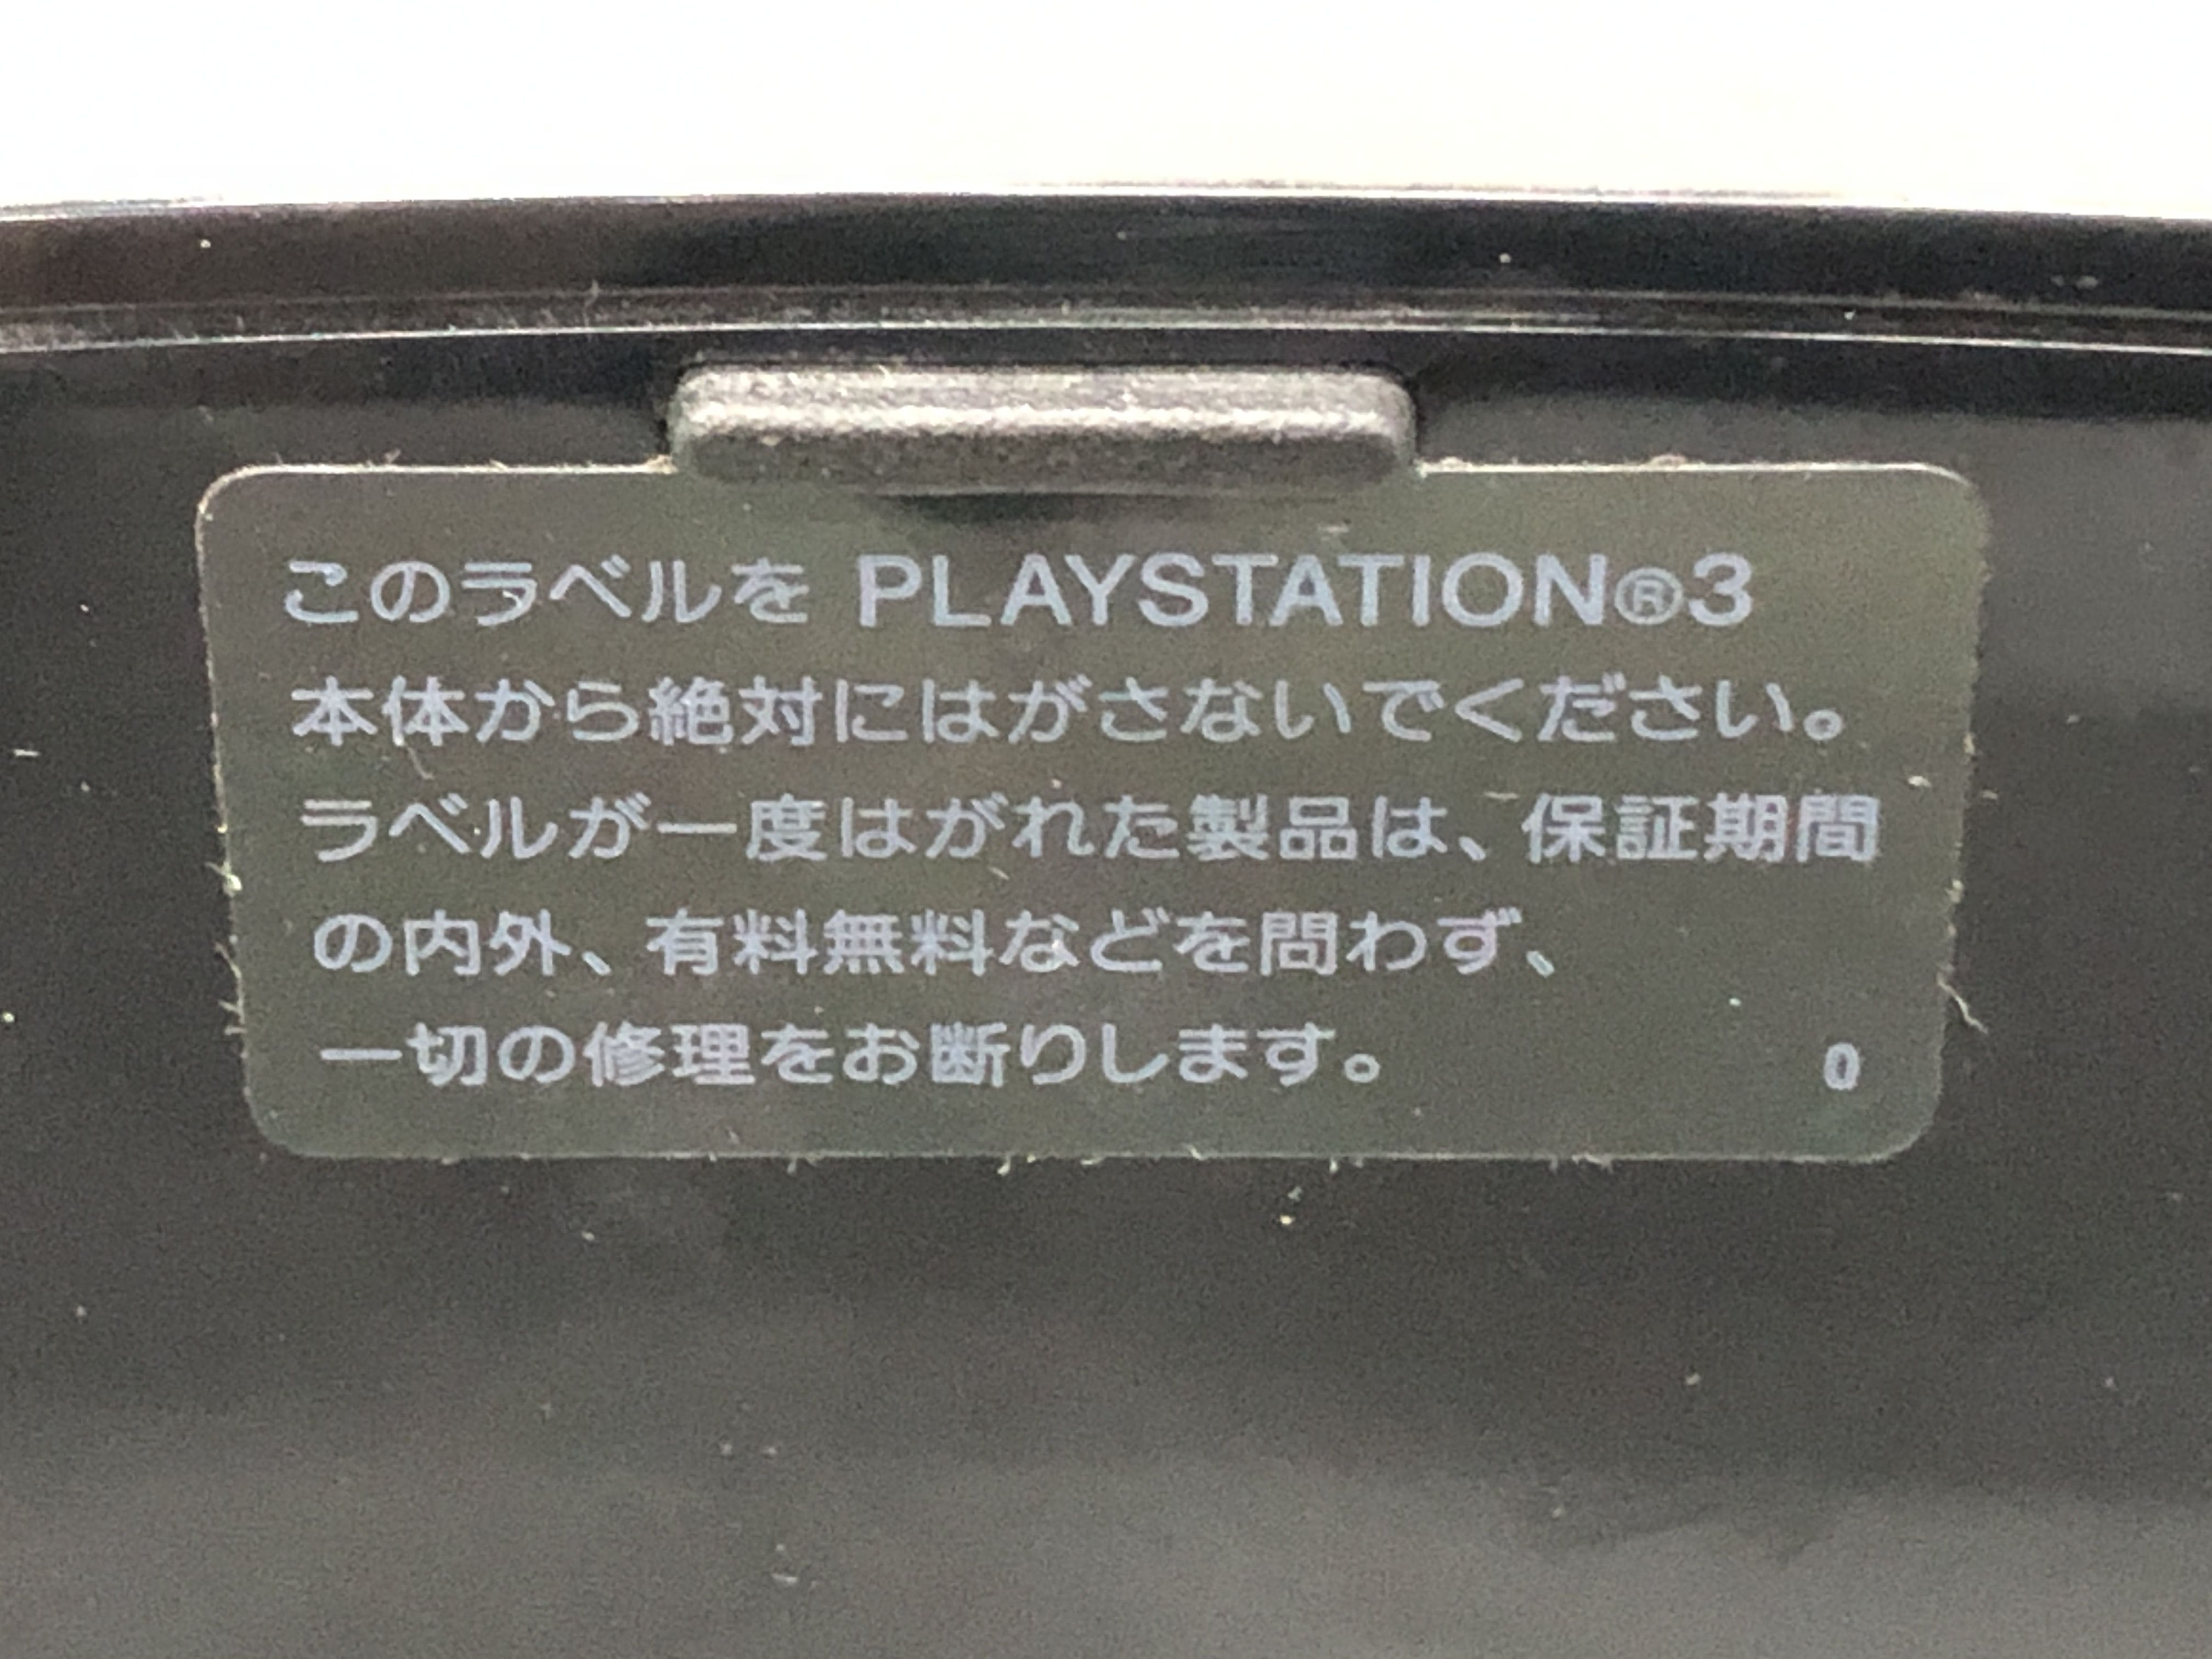 このラベルを PLAYSTATION®3
本体から絶対にはがさないでください。
ラベルが一度はがれた製品は、保証期間
の内外、有料無料などを問わず、
一切の修理をお断りします。
0